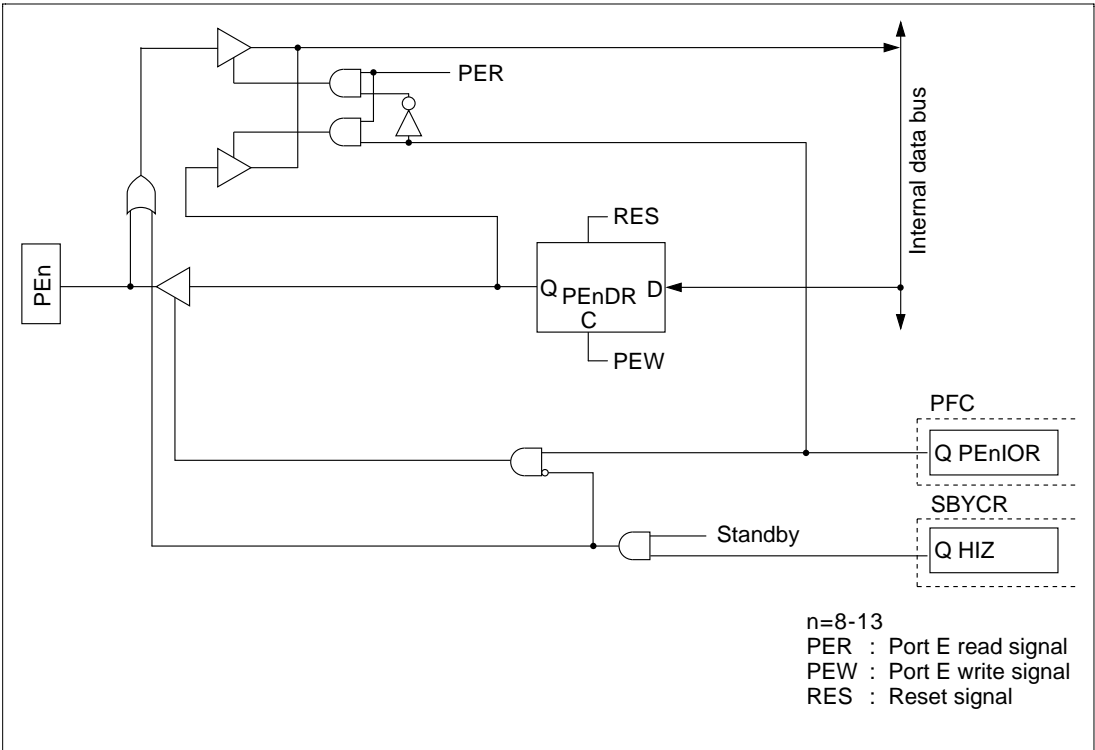 PER
Internal data bus
RES
PEn
Q PEnDR D
C
PEW
PFC
Q PEnIOR
SBYCR
Standby
Q HIZ
n=8-13
PER : Port E read signal
PEW : Port E write signal
RES : Reset signal